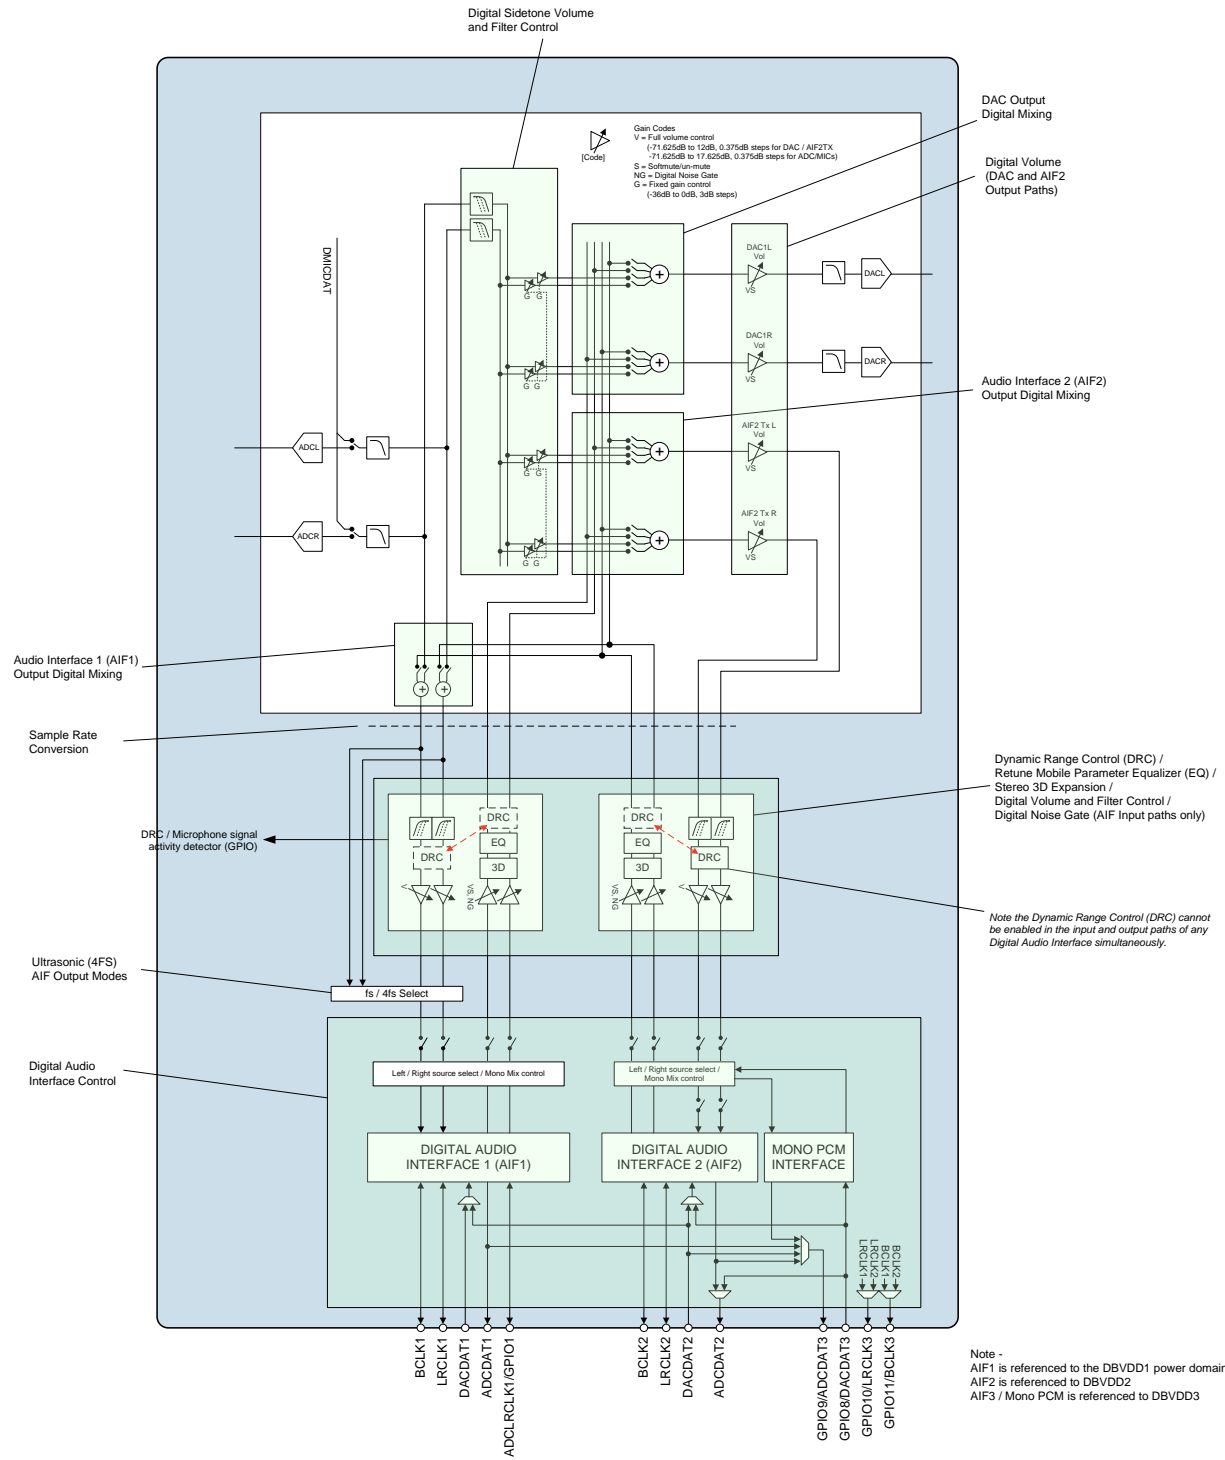 Digital Sidetone Volume
and Filter Control
DAC Output
Digital Mixing
Gain Codes
V = Full volume control
(-71.625dB to 12dB, 0.375dB steps for DAC / AIF2TX
-71.625dB to 17.625dB, 0.375dB steps for ADC/MICs)
S = Softmute/un-mute
NG = Digital Noise Gate
G = Fixed gain control
(-36dB to 0dB, 3dB steps)
[Code]
Digital Volume
(DAC and AIF2
Output Paths)
DMICDAT
DAC1L
Vol
VS
DACL
G G
DAC1R
Vol
VS
DACR
G G
Audio Interface 2 (AIF2)
Output Digital Mixing
ADCL
AIF2 Tx L
Vol
VS
G G
ADCR
AIF2 Tx R
Vol
VS
G G
Audio Interface 1 (AIF1)
Output Digital Mixing
Sample Rate
Conversion
Dynamic Range Control (DRC) /
Retune Mobile Parameter Equalizer (EQ) /
Stereo 3D Expansion /
Digital Volume and Filter Control /
Digital Noise Gate (AIF Input paths only)
DRC / Microphone signal
activity detector (GPIO)
DRC
DRC
EQ
3D
V
VS, NG
DRC
EQ
3D
DRC
VS, NG
V
Note the Dynamic Range Control (DRC) cannot
be enabled in the input and output paths of any
Digital Audio Interface simultaneously.
Ultrasonic (4FS)
AIF Output Modes
fs / 4fs Select
Digital Audio
Interface Control
Left / Right source select / Mono Mix control
Left / Right source select /
Mono Mix control
DIGITAL AUDIO
INTERFACE 1 (AIF1)
DIGITAL AUDIO
INTERFACE 2 (AIF2)
MONO PCM
INTERFACE
LRCLK1
LRCLK2
BCLK1
BCLK2
BCLK1
LRCLK1
DACDAT1
ADCDAT1
ADCLRCLK1/GPIO1
BCLK2
LRCLK2
DACDAT2
ADCDAT2
GPIO9/ADCDAT3
GPIO8/DACDAT3
GPIO10/LRCLK3
GPIO11/BCLK3
Note -
AIF1 is referenced to the DBVDD1 power domain
AIF2 is referenced to DBVDD2
AIF3 / Mono PCM is referenced to DBVDD3